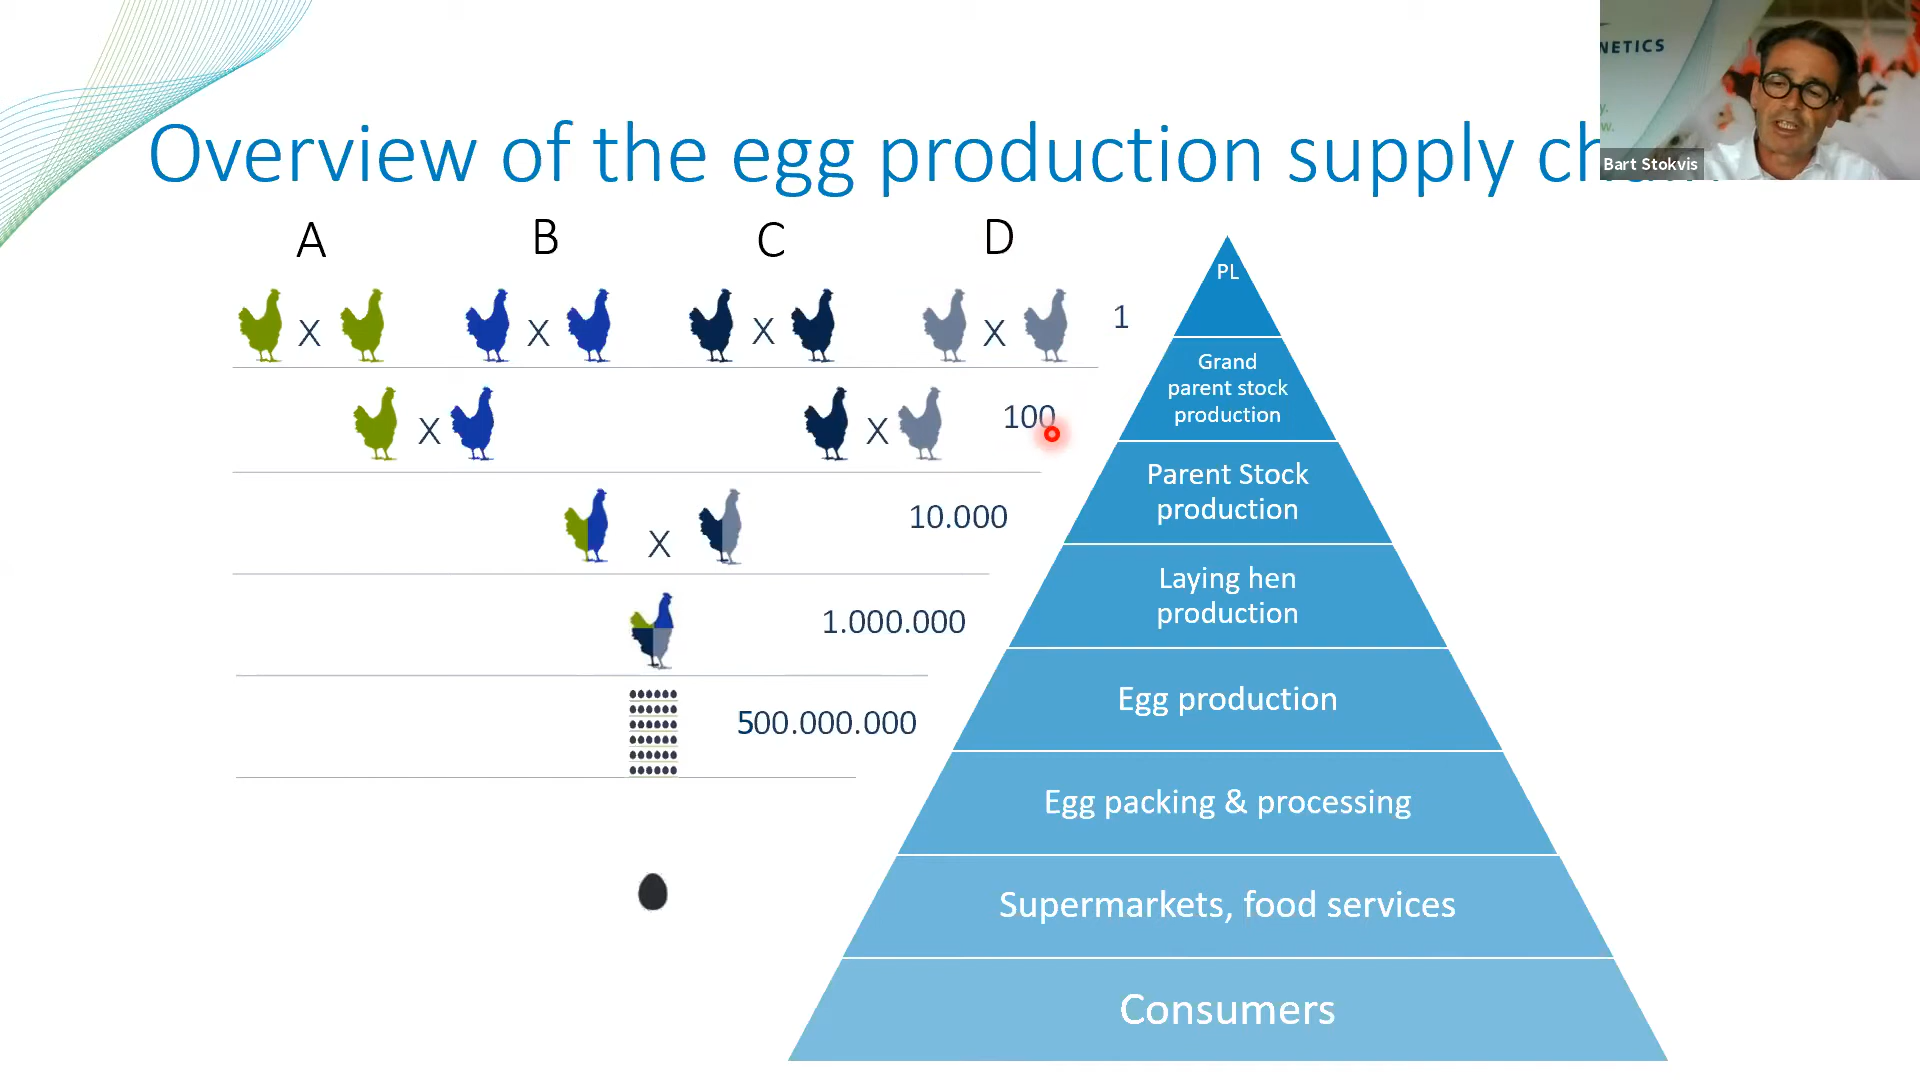 NETICS
y.
w.
Bart Stokvis
Overview of the egg production supply
A B C D
X X X X 1
X X 100
X 10.000
1.000.000
500.000.000
PL
Grand
parent stock
production
Parent Stock
production
Laying hen
production
Egg production
Egg packing & processing
Supermarkets, food services
Consumers